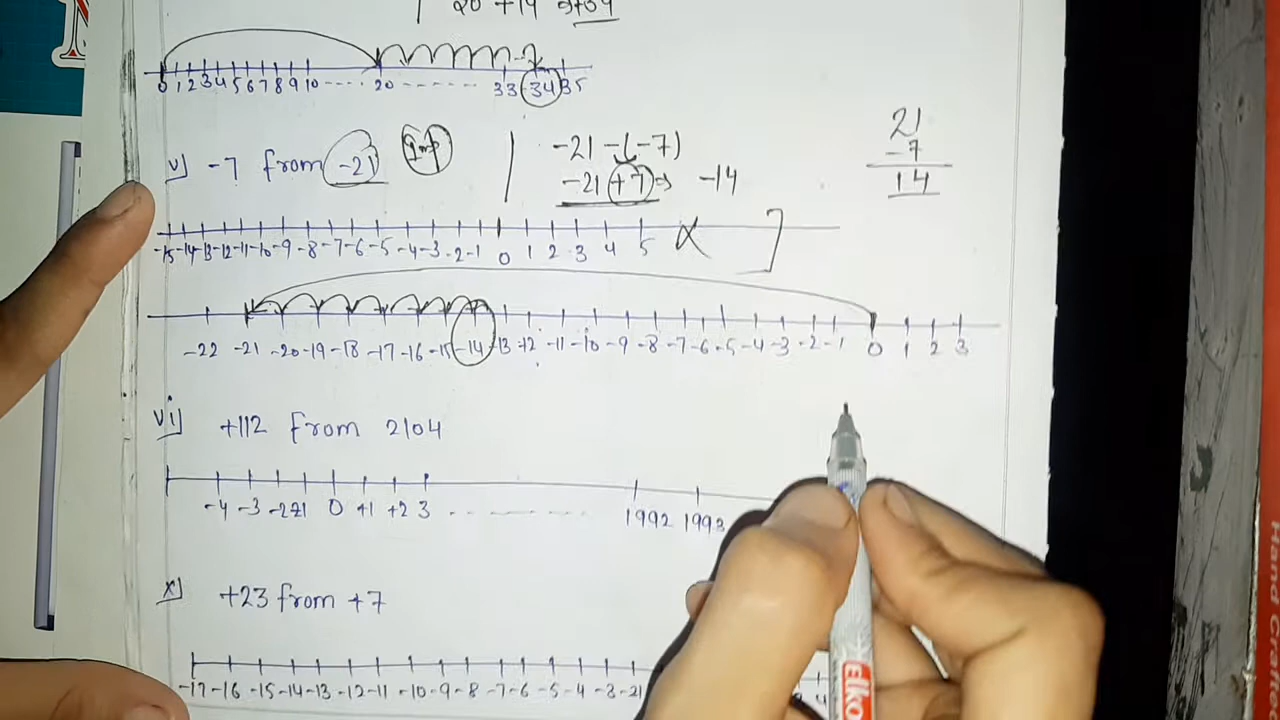 20 +14 ⇒ +34
0 1 2 3 4 5 6 7 8 9 10 ---- 20 ------- 33 34 35
v) -7 from -21 Imp
-21 -(-7)
-21 +7 ⇒ -14
21
-7
14
-15 -14 -13 -12 -11 -10 -9 -8 -7 -6 -5 -4 -3 -2 -1 0 1 2 3 4 5 X ]
-22 -21 -20 -19 -18 -17 -16 -15 -14 -13 -12 -11 -10 -9 -8 -7 -6 -5 -4 -3 -2 -1 0 1 2 3
vi) +112 from 2104
-4 -3 -2 -1 0 +1 +2 3 - - - - - - 1992 1993
x) +23 from +7
-17 -16 -15 -14 -13 -12 -11 -10 -9 -8 -7 -6 -5 -4 -3 -2 1
elko
Hand Crafted